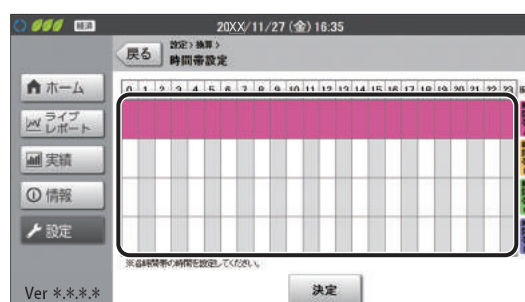 経済 20XX/11/27(金)16:35
戻る
設定>換算>
時間帯設定
ホーム
ライブ
レポート
実績
情報
設定
0 1 2 3 4 5 6 7 8 9 10 11 12 13 14 15 16 17 18 19 20 21 22 23
※各時間帯の時間を設定してください。
決定
Ver *.*.*.*